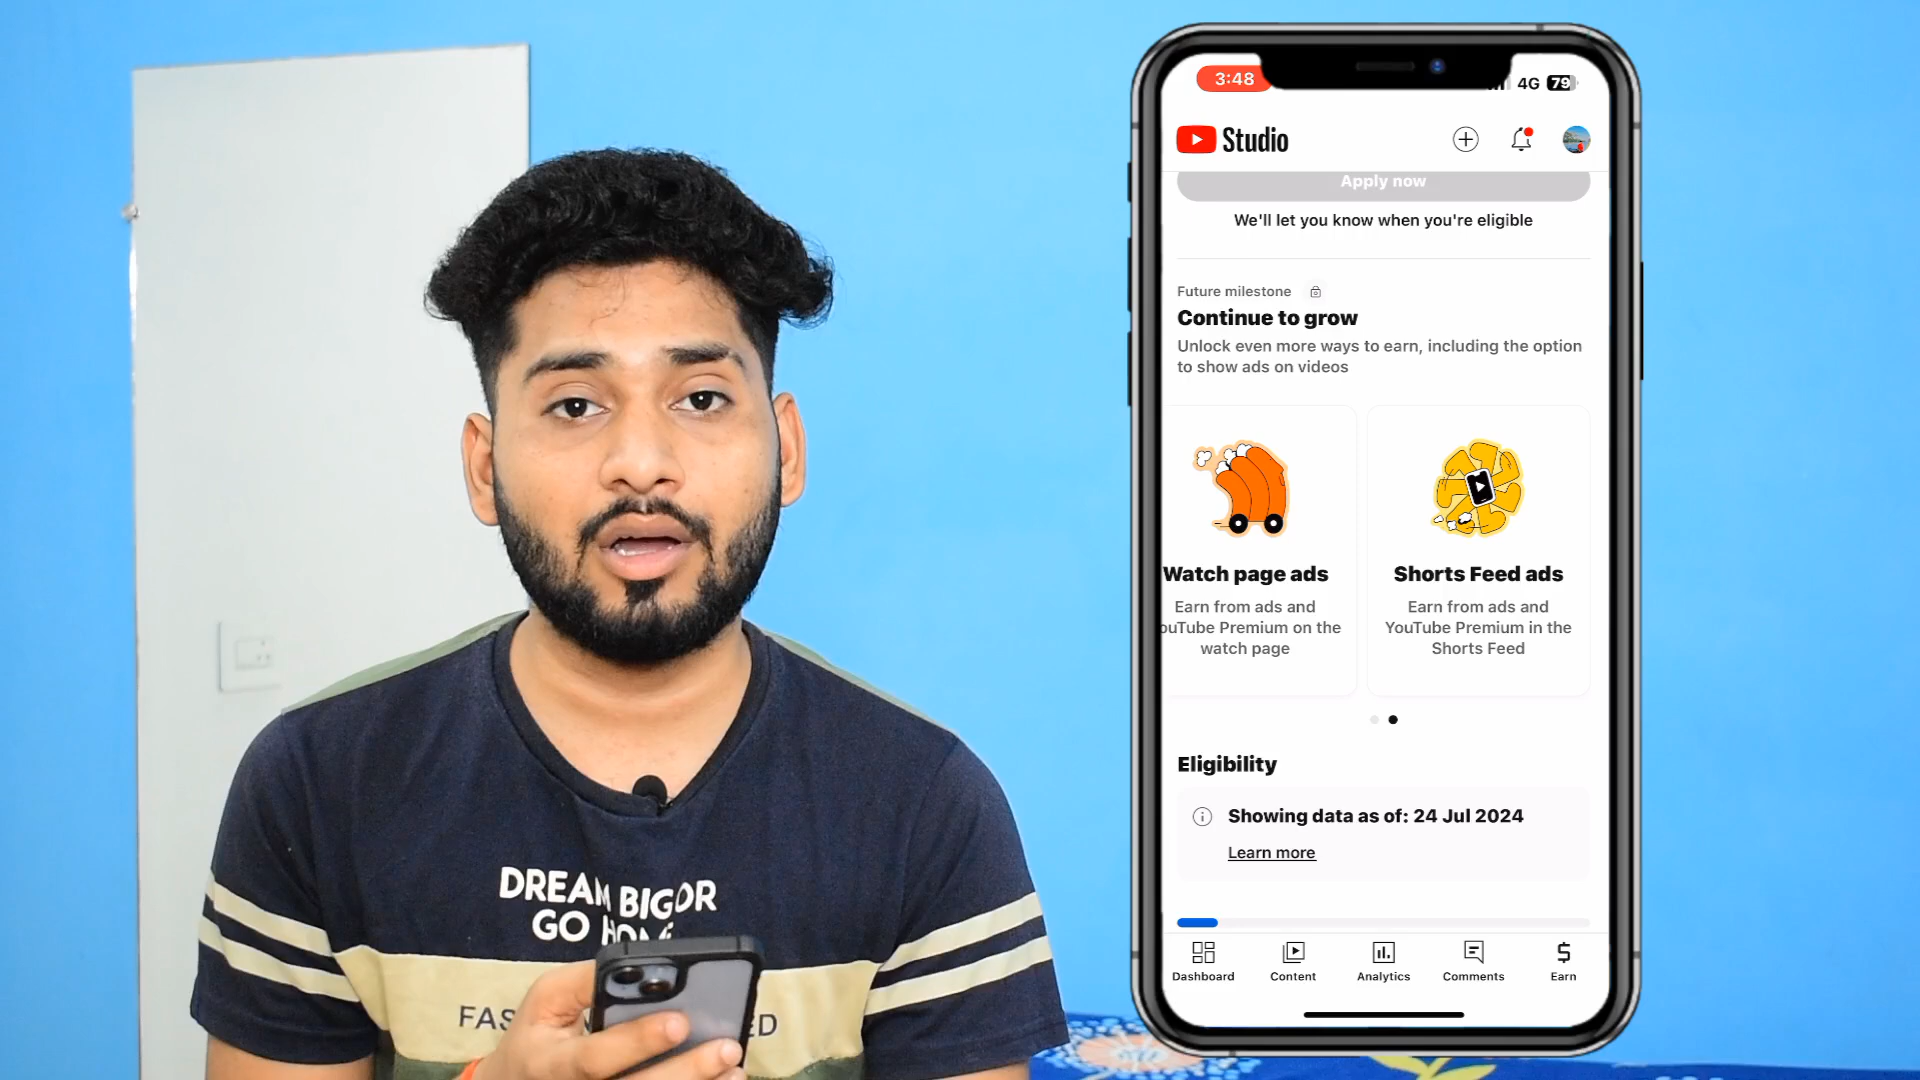 3:48
4G 79
Studio
Apply now
We'll let you know when you're eligible
Future milestone
Continue to grow
Unlock even more ways to earn, including the option
to show ads on videos
Watch page ads
Earn from ads and
ouTube Premium on the
watch page
Shorts Feed ads
Earn from ads and
YouTube Premium in the
Shorts Feed
Eligibility
Showing data as of: 24 Jul 2024
Learn more
Dashboard
Content
Analytics
Comments
Earn
DREAM BIG OR
GO HOME
FAS
ED